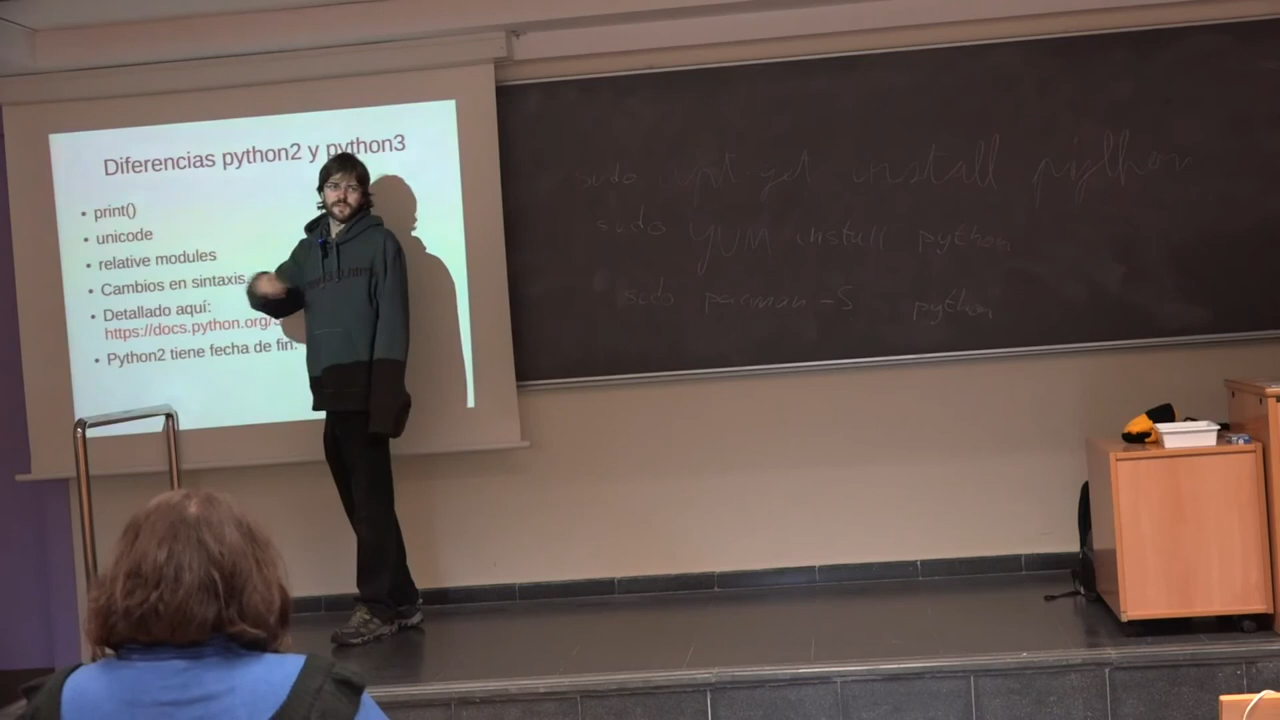 Diferencias python2 y python3
• print()
• unicode
• relative modules
• Cambios en sintaxis
• Detallado aquí:
https://docs.python.org/
• Python2 tiene fecha de fin:
sudo apt-get install python
sudo YUM install python
sudo pacman -S python